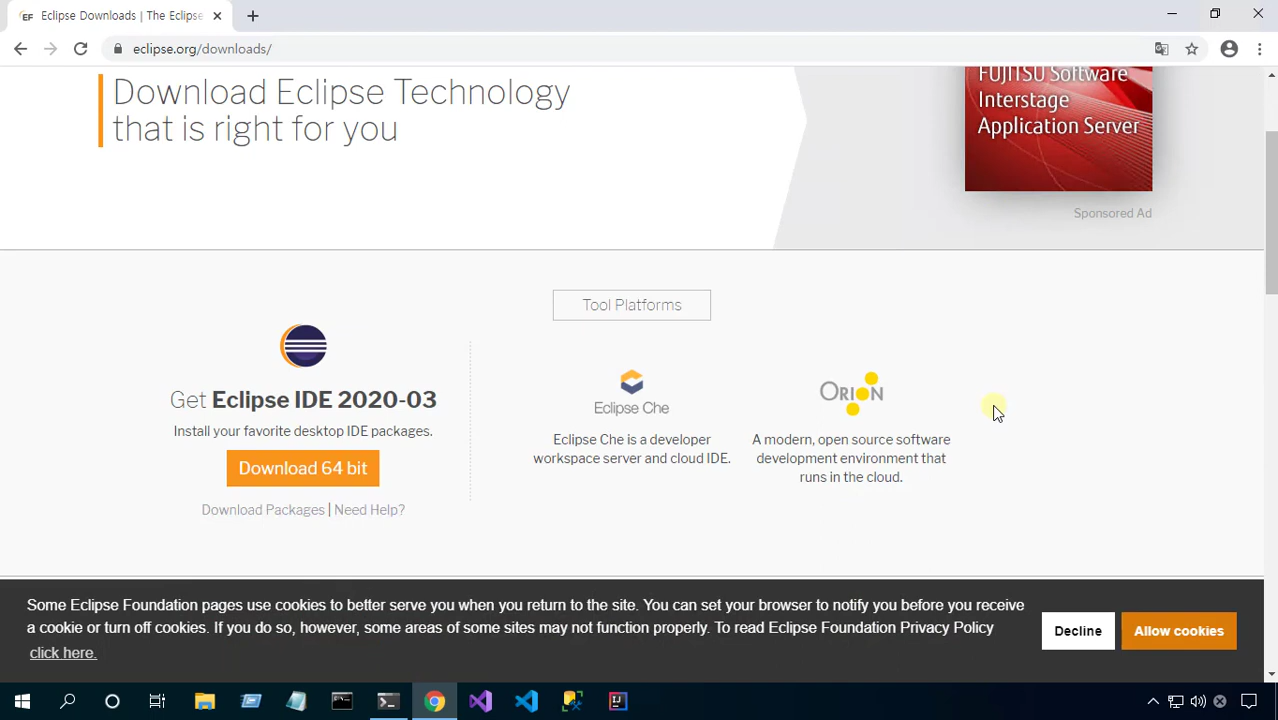 Eclipse Downloads | The Eclipse
eclipse.org/downloads/
Download Eclipse Technology
that is right for you
FUJITSU Software
Interstage
Application Server
Sponsored Ad
Tool Platforms
Get Eclipse IDE 2020-03
Install your favorite desktop IDE packages.
Download 64 bit
Download Packages | Need Help?
Eclipse Che
Eclipse Che is a developer
workspace server and cloud IDE.
ORION
A modern, open source software
development environment that
runs in the cloud.
Some Eclipse Foundation pages use cookies to better serve you when you return to the site. You can set your browser to notify you before you receive
a cookie or turn off cookies. If you do so, however, some areas of some sites may not function properly. To read Eclipse Foundation Privacy Policy
click here.
Decline
Allow cookies